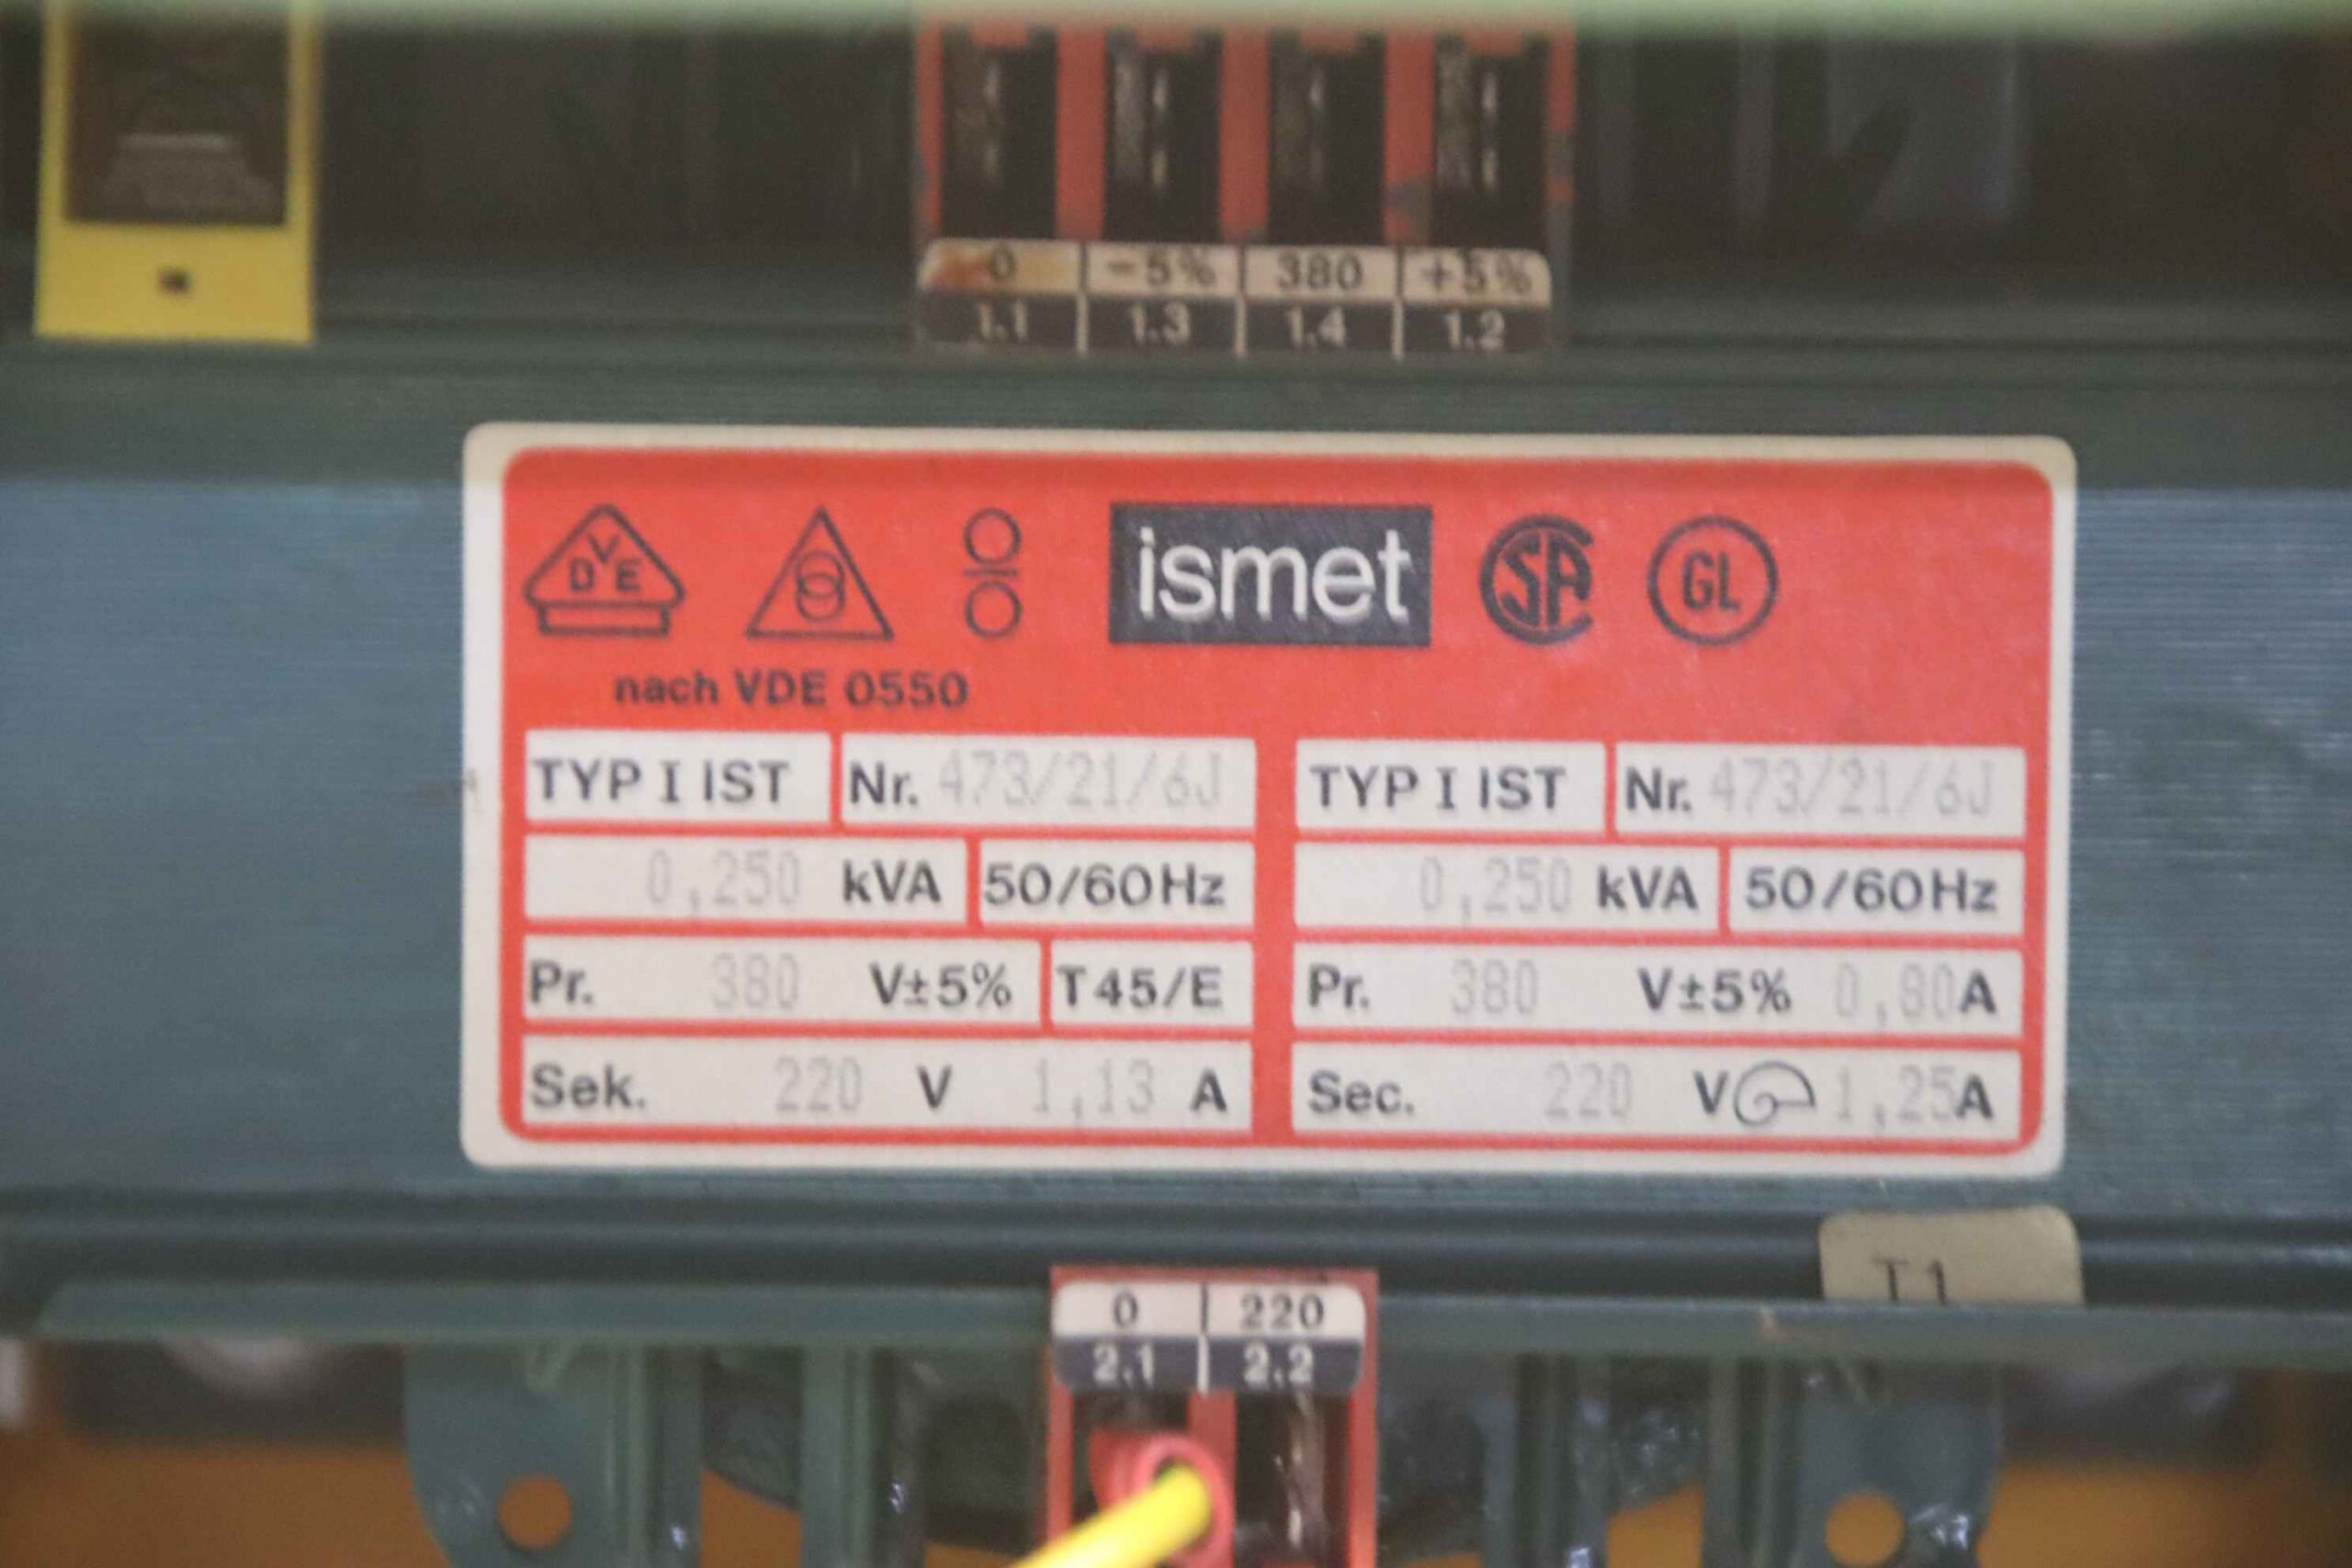 0 -5% 380 +5%
1.1 1.3 1.4 1.2
DVE ismet SA GL
nach VDE 0550
TYP I IST Nr. 473/21/6J TYP I IST Nr. 473/21/6J
0,250 kVA 50/60Hz 0,250 kVA 50/60Hz
Pr. 380 V±5% T45/E Pr. 380 V±5% 0,80A
Sek. 220 V 1,13 A Sec. 220 V 1,25A
T1
0 220
2.1 2.2